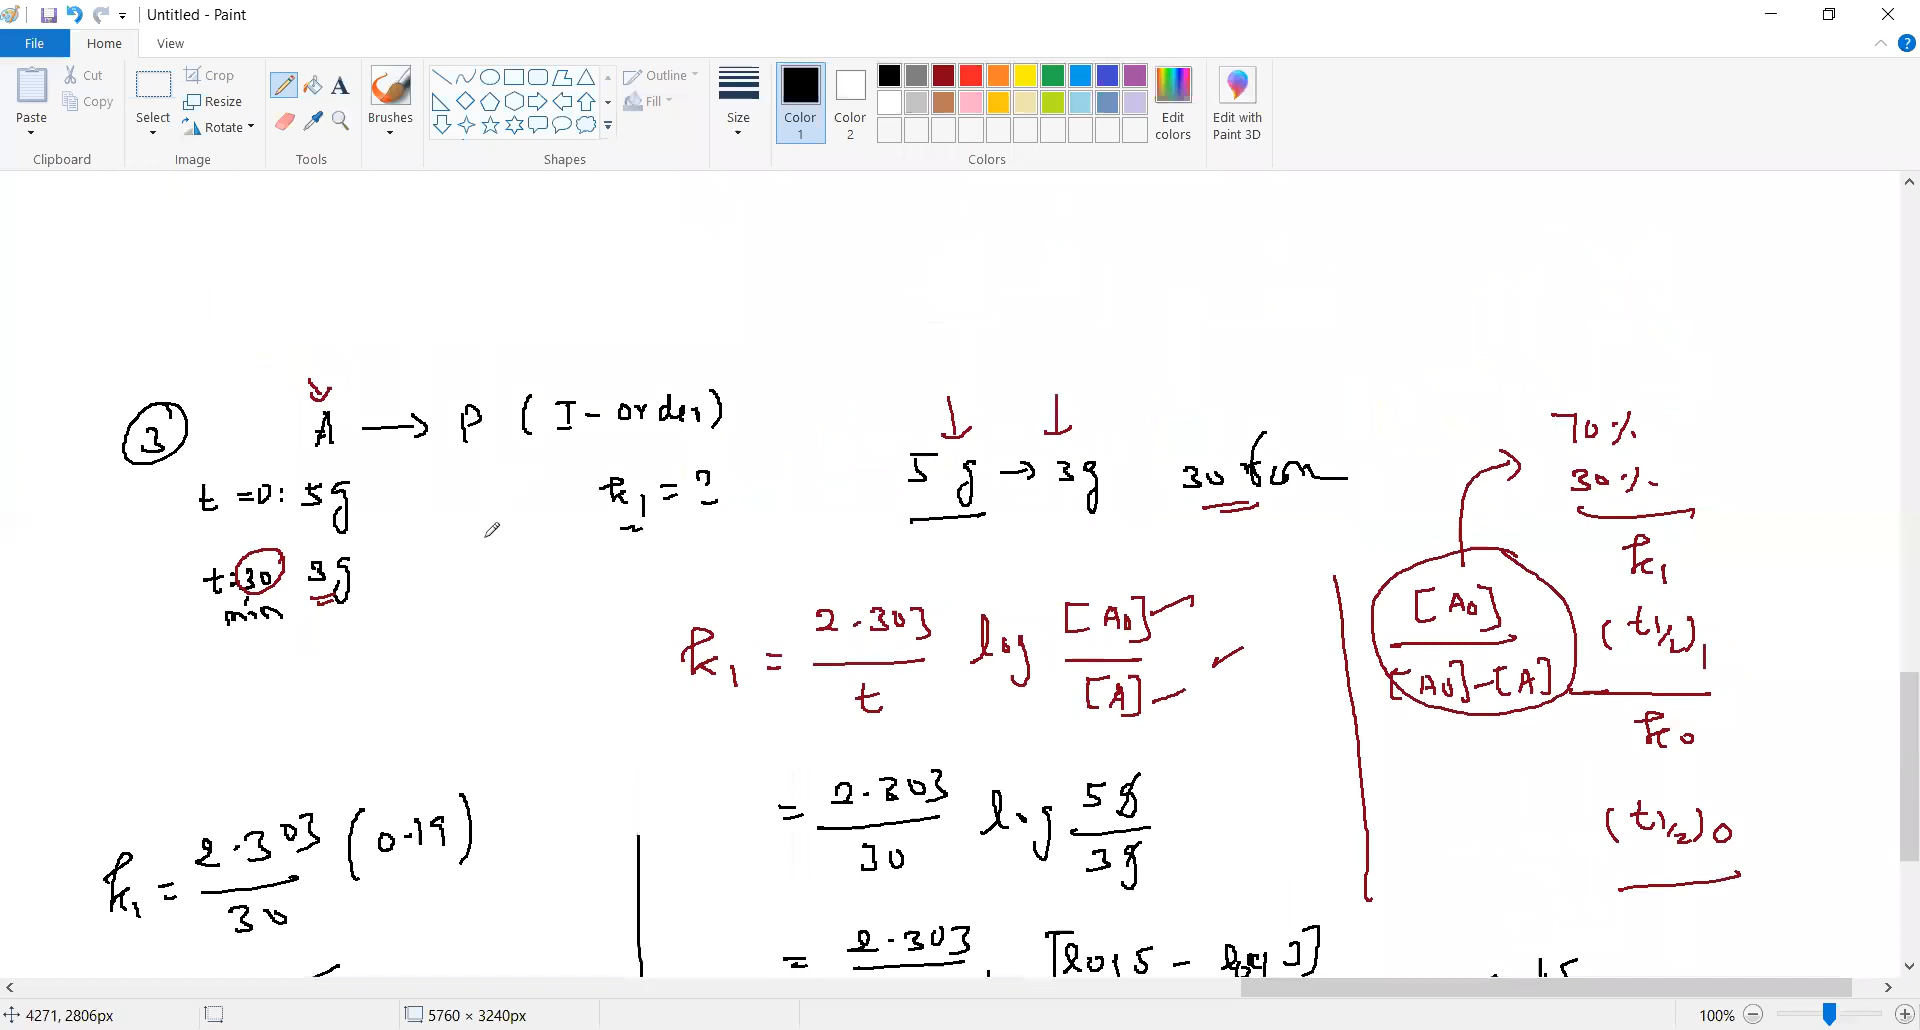 Untitled - Paint
File Home View
Cut
Copy
Paste
Clipboard
Crop
Resize
Rotate
Select
Image
Tools
Brushes
Outline
Fill
Shapes
Size
Color 1
Color 2
Edit colors
Colors
Edit with Paint 3D
3
A → P (I - order)
t = 0 : 5g
k₁ = ?
5g → 3g 30
t : 30 min 3g
70%
30%
k₁
(t1/2)₁
k₀
(t1/2)₀
[A₀] / [A₀] - [A]
k₁ = 2.303 / t log [A₀] / [A]
= 2.303 / 30 log 5g / 3g
k₁ = 2.303 / 30 (0.19)
= 2.303 [log 5 - log 3]
4271, 2806px
5760 × 3240px
100%